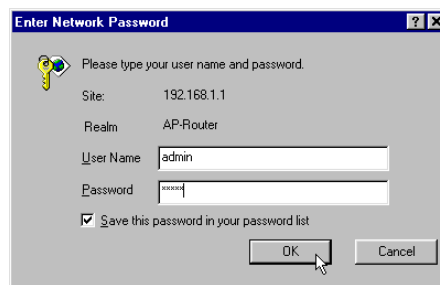 Enter Network Password
Please type your user name and password.
Site: 192.168.1.1
Realm AP-Router
User Name admin
Password xxxxx
Save this password in your password list
OK Cancel